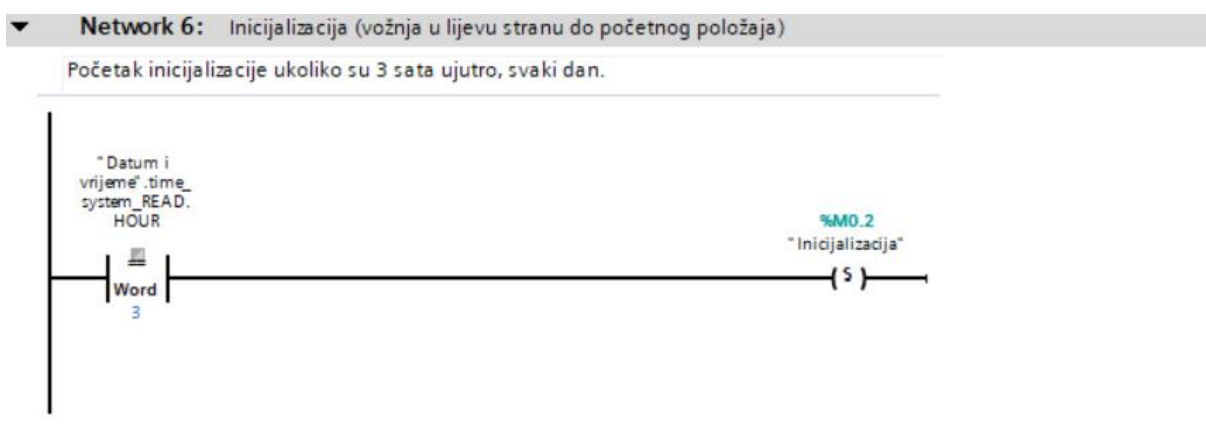 Network 6: Inicijalizacija (vožnja u lijevu stranu do početnog položaja)
Početak inicijalizacije ukoliko su 3 sata ujutro, svaki dan.
"Datum i
vrijeme".time_
system_READ.
HOUR
==
Word
3
%M0.2
"Inicijalizacija"
( S )